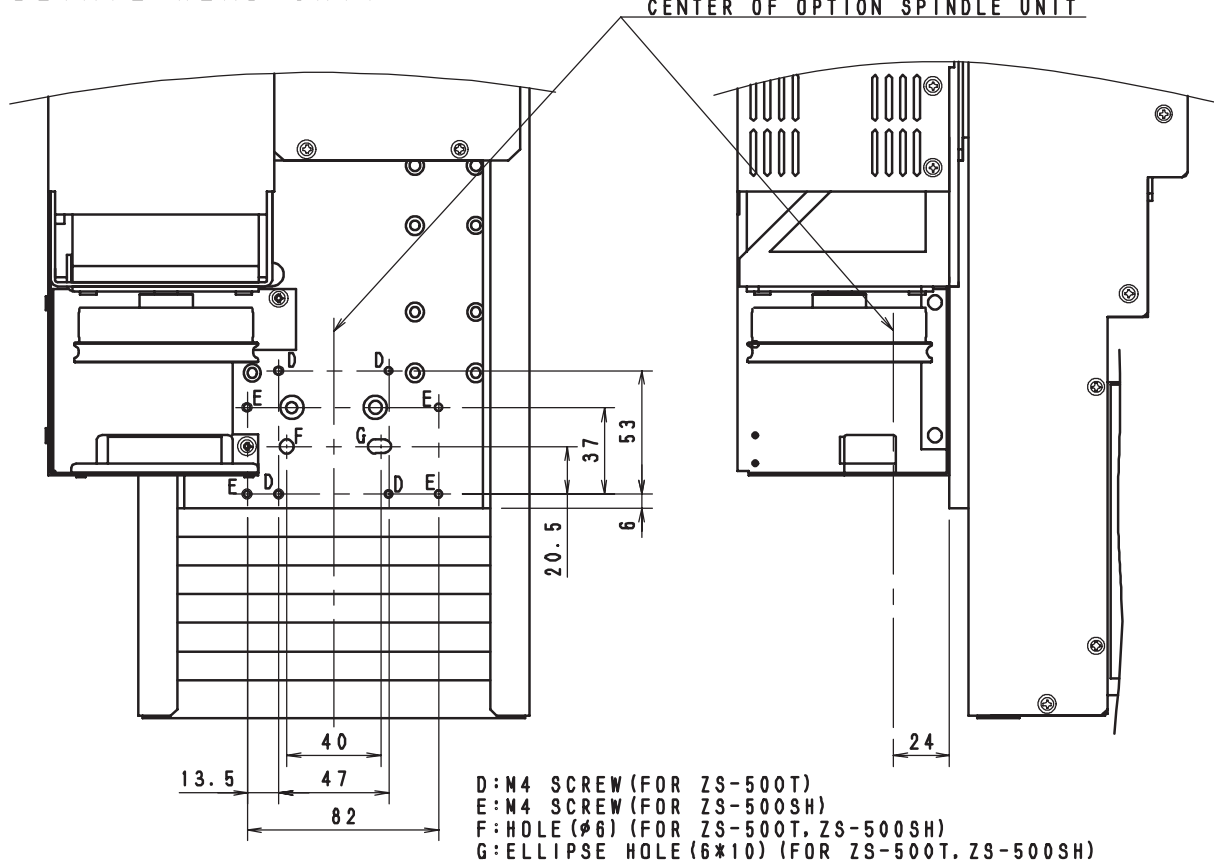 CENTER OF OPTION SPINDLE UNIT
D
D
E
E
F
G
E
D
D
E
53
37
20.5
6
40
24
13.5
47
82
D:M4 SCREW(FOR ZS-500T)
E:M4 SCREW(FOR ZS-500SH)
F:HOLE(φ6)(FOR ZS-500T,ZS-500SH)
G:ELLIPSE HOLE(6*10)(FOR ZS-500T,ZS-500SH)